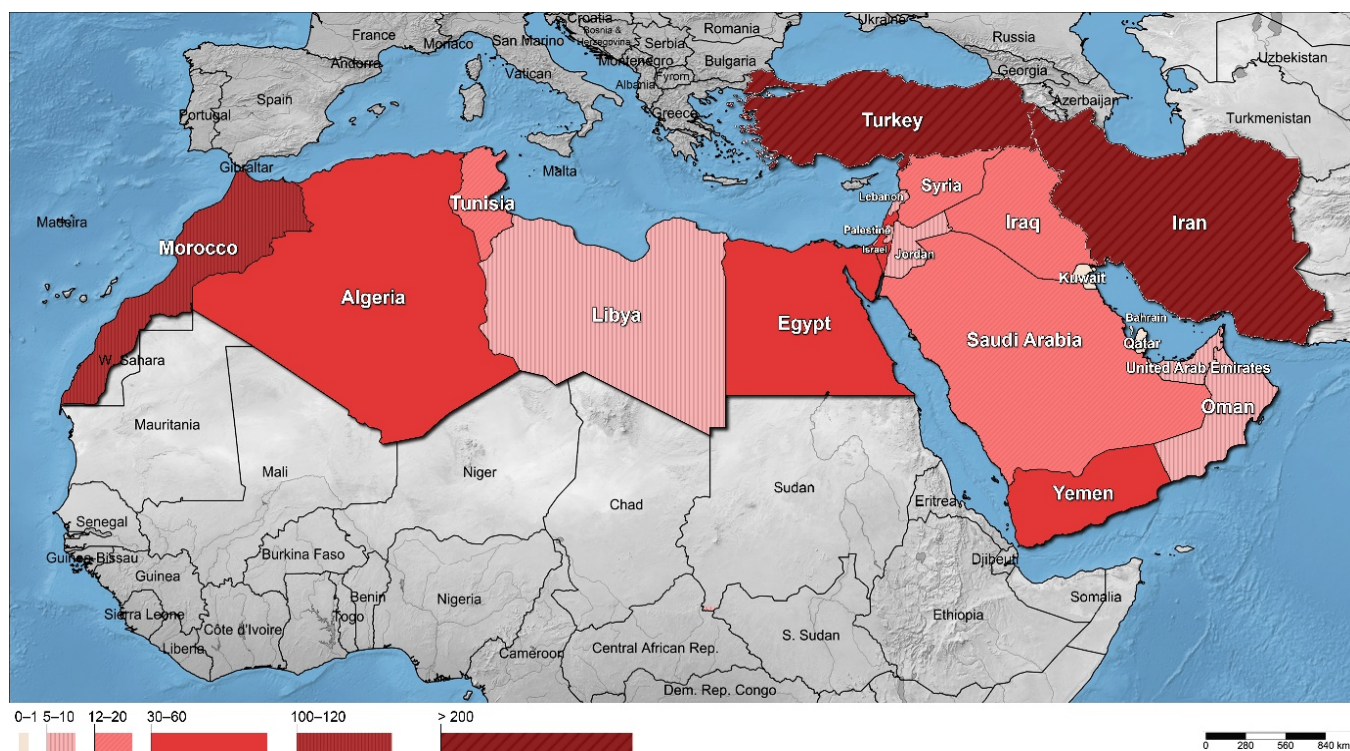 Croatia
Ukraine
France
Monaco
San Marino
Bosnia &
Herzegovina
Serbia
Romania
Russia
Andorra
Montenegro
Bulgaria
Uzbekistan
Vatican
Albania
Fyrom
Georgia
Azerbaijan
Portugal
Spain
Greece
Turkey
Turkmenistan
Gibraltar
Malta
Madeira
Tunisia
Lebanon
Syria
Iraq
Iran
Morocco
Palestine
Israel
Jordan
Kuwait
Algeria
Libya
Egypt
Bahrain
Qatar
Saudi Arabia
W. Sahara
United Arab Emirates
Oman
Mauritania
Mali
Niger
Chad
Sudan
Yemen
Eritrea
Senegal
Guinea-Bissau
Guinea
Burkina Faso
Djibouti
Sierra Leone
Côte d'Ivoire
Benin
Togo
Nigeria
Ethiopia
Somalia
Liberia
Cameroon
Central African Rep.
S. Sudan
Dem. Rep. Congo
0–1 5–10 12–20 30–60 100–120 > 200
0 280 560 840 km